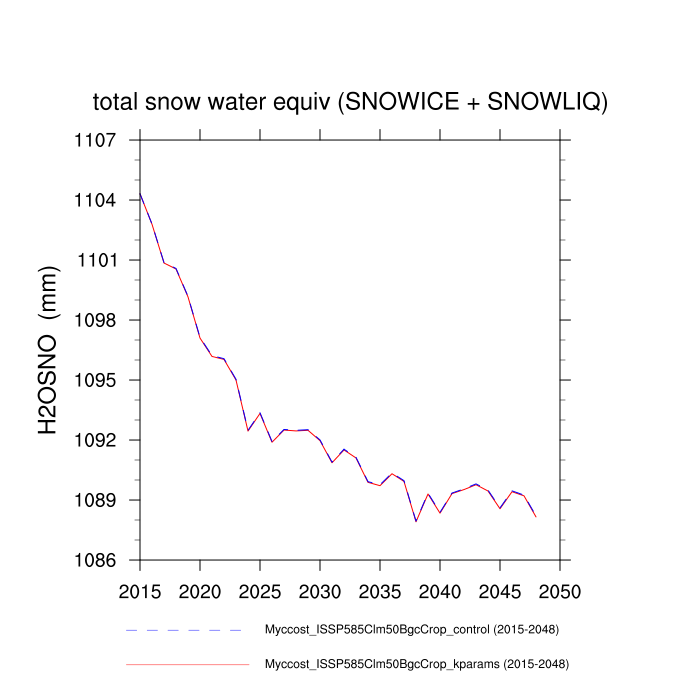 total snow water equiv (SNOWICE + SNOWLIQ)
1107
1104
1101
1098
1095
1092
1089
1086
H2OSNO (mm)
2015 2020 2025 2030 2035 2040 2045 2050
Myccost_ISSP585Clm50BgcCrop_control (2015-2048)
Myccost_ISSP585Clm50BgcCrop_kparams (2015-2048)